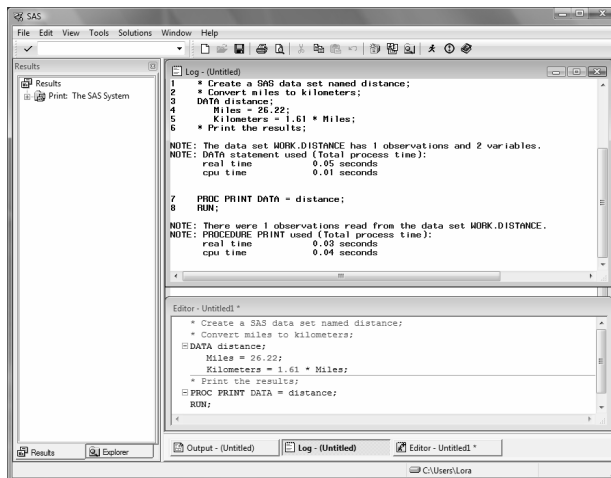 SAS
File Edit View Tools Solutions Window Help
Results
Results
Print: The SAS System
Log - (Untitled)
1 * Create a SAS data set named distance;
2 * Convert miles to kilometers;
3 DATA distance;
4 Miles = 26.22;
5 Kilometers = 1.61 * Miles;
6 * Print the results;
NOTE: The data set WORK.DISTANCE has 1 observations and 2 variables.
NOTE: DATA statement used (Total process time):
real time 0.05 seconds
cpu time 0.01 seconds
7 PROC PRINT DATA = distance;
8 RUN;
NOTE: There were 1 observations read from the data set WORK.DISTANCE.
NOTE: PROCEDURE PRINT used (Total process time):
real time 0.03 seconds
cpu time 0.04 seconds
Editor - Untitled1 *
* Create a SAS data set named distance;
* Convert miles to kilometers;
DATA distance;
Miles = 26.22;
Kilometers = 1.61 * Miles;
* Print the results;
PROC PRINT DATA = distance;
RUN;
Results Explorer Output - (Untitled) Log - (Untitled) Editor - Untitled1 *
C:\Users\Lora